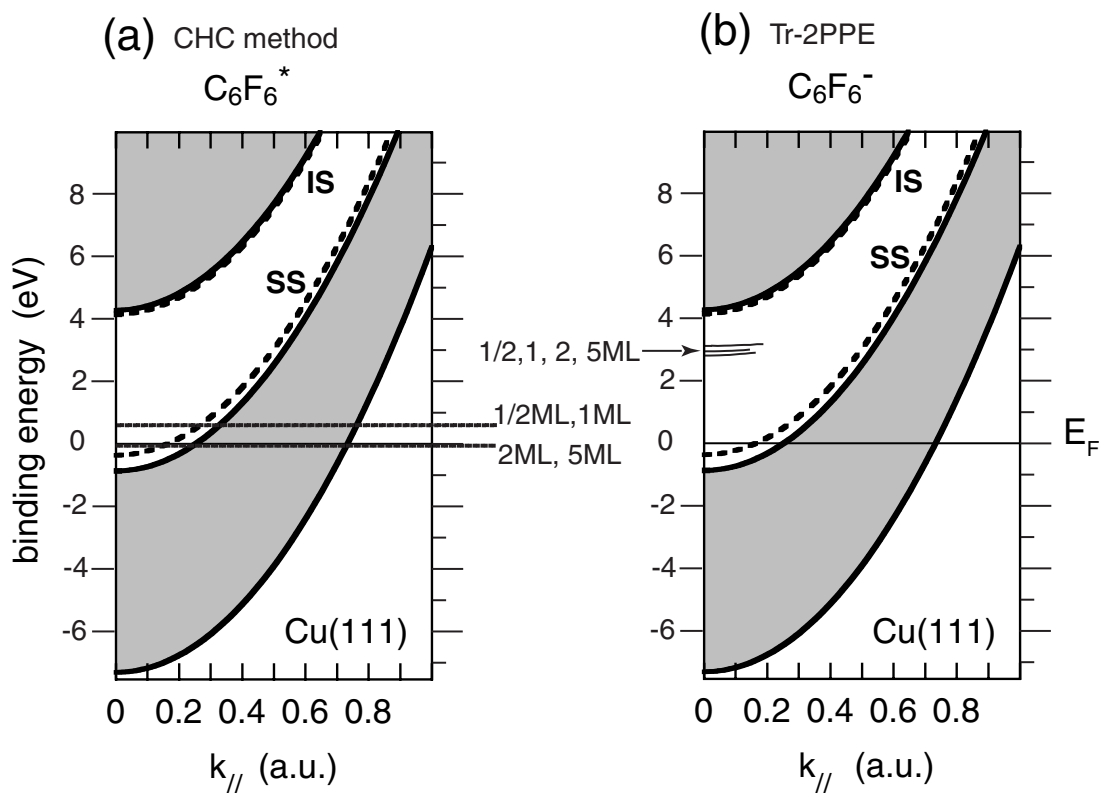 (a) CHC method
C₆F₆*
(b) Tr-2PPE
C₆F₆⁻
binding energy (eV)
8
6
4
2
0
-2
-4
-6
IS
SS
Cu(111)
0 0.2 0.4 0.6 0.8
k// (a.u.)
1/2,1, 2, 5ML
1/2ML,1ML
2ML, 5ML
8
6
4
2
0
-2
-4
-6
IS
SS
E_F
Cu(111)
0 0.2 0.4 0.6 0.8
k// (a.u.)